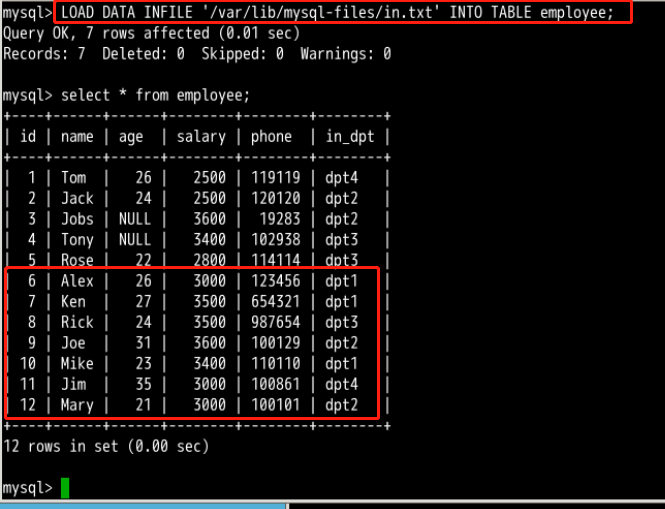 mysql> LOAD DATA INFILE '/var/lib/mysql-files/in.txt' INTO TABLE employee;
Query OK, 7 rows affected (0.01 sec)
Records: 7  Deleted: 0  Skipped: 0  Warnings: 0
mysql> select * from employee;
+----+------+------+--------+--------+--------+
| id | name | age  | salary | phone  | in_dpt |
+----+------+------+--------+--------+--------+
|  1 | Tom  |   26 |   2500 | 119119 | dpt4   |
|  2 | Jack |   24 |   2500 | 120120 | dpt2   |
|  3 | Jobs | NULL |   3600 |  19283 | dpt2   |
|  4 | Tony | NULL |   3400 | 102938 | dpt3   |
|  5 | Rose |   22 |   2800 | 114114 | dpt3   |
|  6 | Alex |   26 |   3000 | 123456 | dpt1   |
|  7 | Ken  |   27 |   3500 | 654321 | dpt1   |
|  8 | Rick |   24 |   3500 | 987654 | dpt3   |
|  9 | Joe  |   31 |   3600 | 100129 | dpt2   |
| 10 | Mike |   23 |   3400 | 110110 | dpt1   |
| 11 | Jim  |   35 |   3000 | 100861 | dpt4   |
| 12 | Mary |   21 |   3000 | 100101 | dpt2   |
+----+------+------+--------+--------+--------+
12 rows in set (0.00 sec)
mysql>